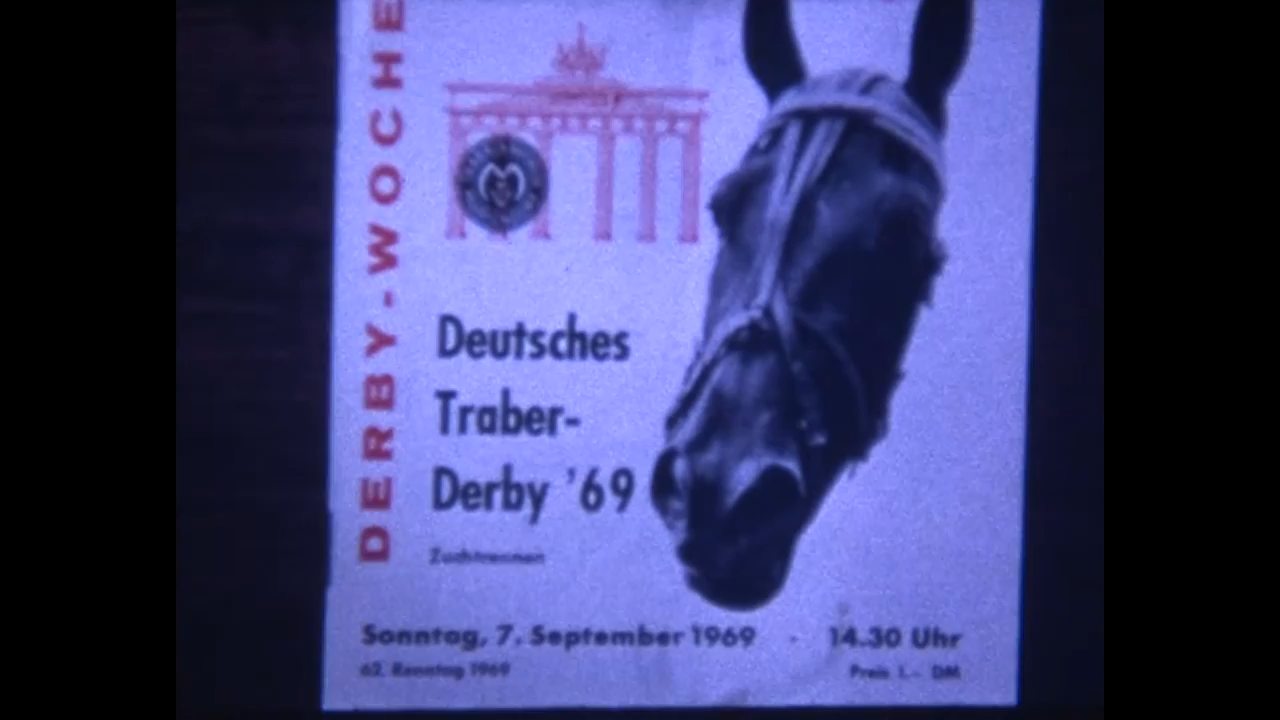 DERBY-WOCHE
Deutsches
Traber-
Derby '69
Zuchtrennen
Sonntag, 7. September 1969 - 14.30 Uhr
62. Renntag 1969
Preis 1.- DM